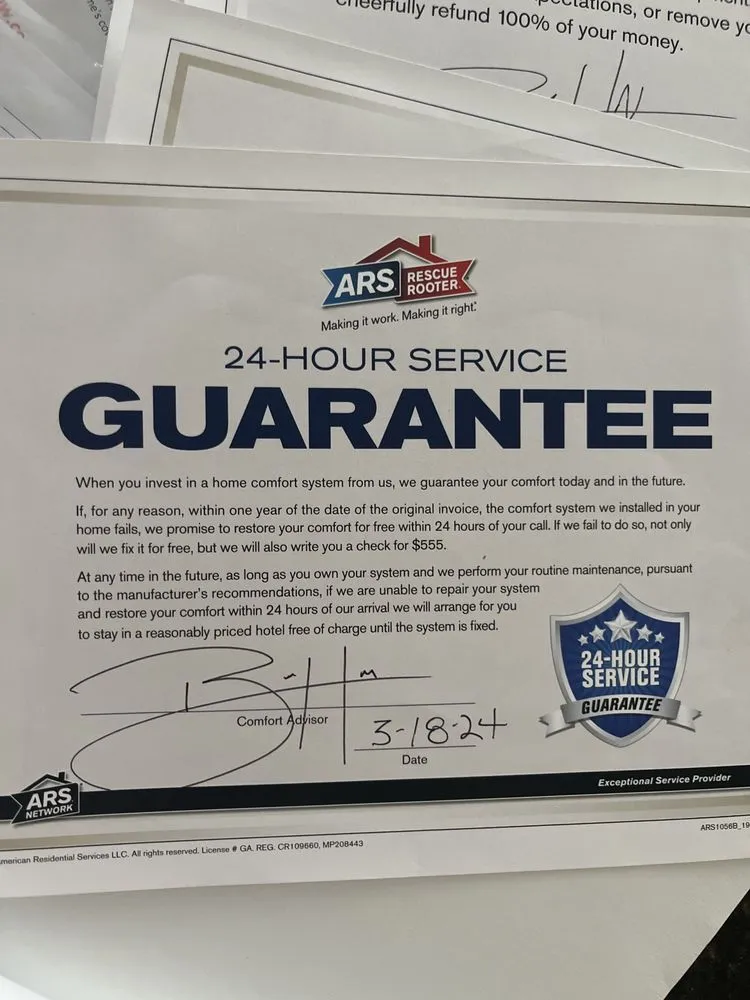 me's co
pectations, or remove yo
cheerfully refund 100% of your money.
ARS RESCUE
ROOTER
Making it work. Making it right.
24-HOUR SERVICE
GUARANTEE
When you invest in a home comfort system from us, we guarantee your comfort today and in the future.
If, for any reason, within one year of the date of the original invoice, the comfort system we installed in your
home fails, we promise to restore your comfort for free within 24 hours of your call. If we fail to do so, not only
will we fix it for free, but we will also write you a check for $555.
At any time in the future, as long as you own your system and we perform your routine maintenance, pursuant
to the manufacturer's recommendations, if we are unable to repair your system
and restore your comfort within 24 hours of our arrival we will arrange for you
to stay in a reasonably priced hotel free of charge until the system is fixed.
24-HOUR
SERVICE
GUARANTEE
Comfort Advisor
3-18-24
Date
Exceptional Service Provider
ARS
NETWORK
ARS1056B_19
merican Residential Services LLC. All rights reserved. License # GA. REG. CR109660, MP208443